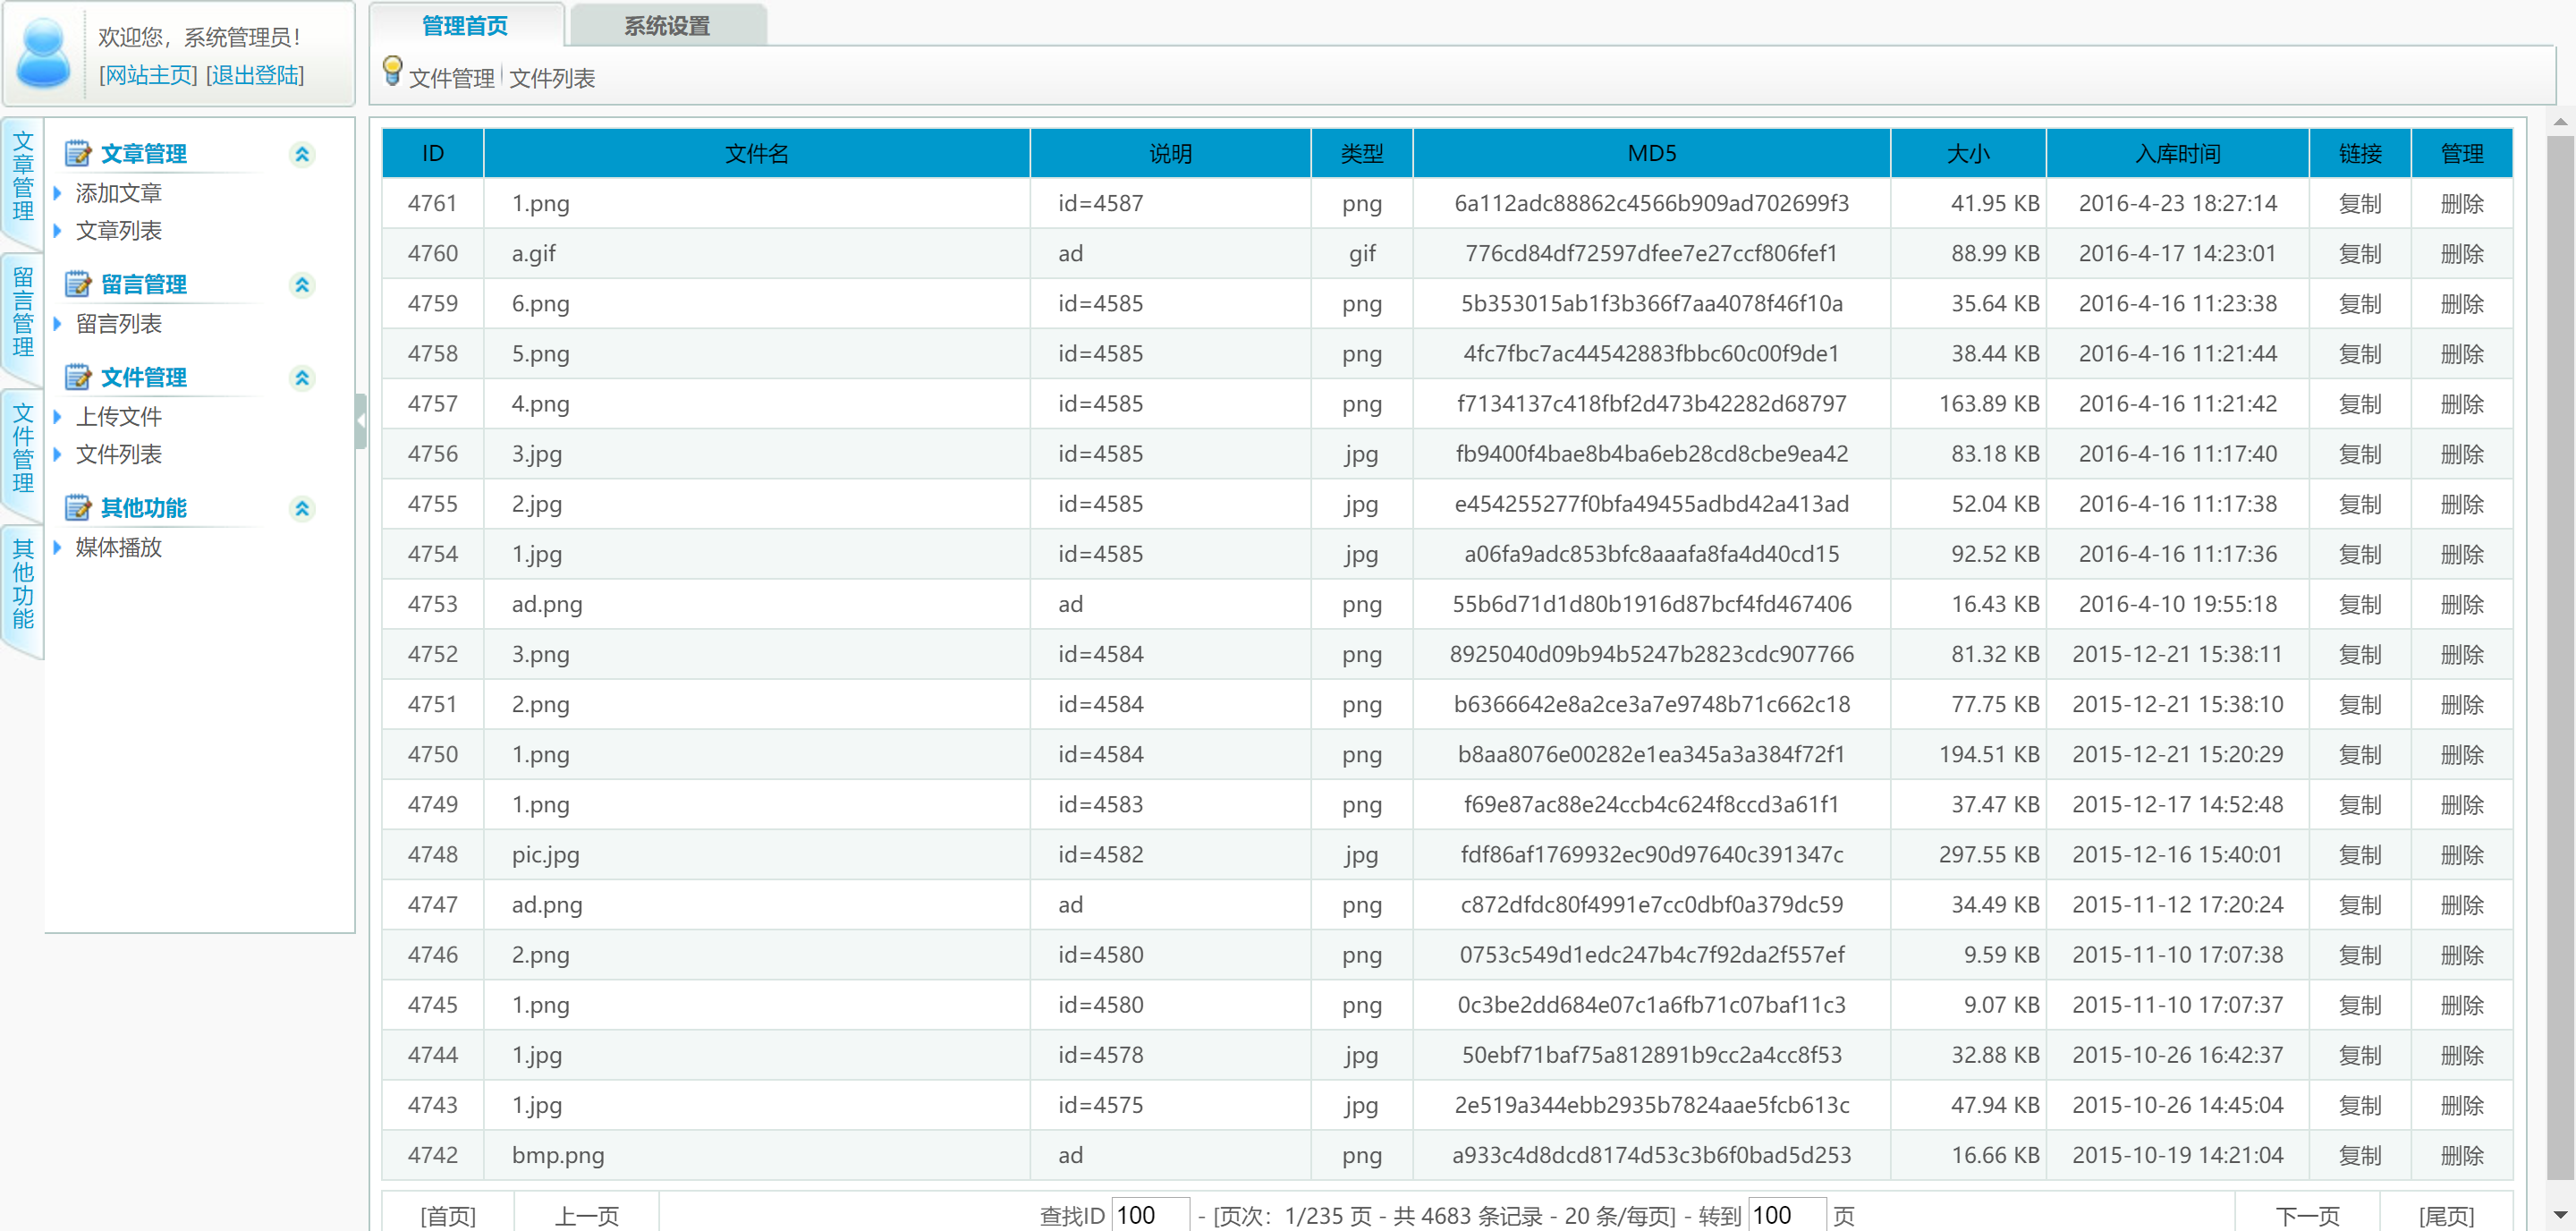 欢迎您，系统管理员！
[网站主页] [退出登陆]
管理首页
系统设置
文件管理 文件列表
文章管理
留言管理
文件管理
其他功能
文章管理
添加文章
文章列表
留言管理
留言列表
文件管理
上传文件
文件列表
其他功能
媒体播放
ID 文件名 说明 类型 MD5 大小 入库时间 链接 管理
4761 1.png id=4587 png 6a112adc88862c4566b909ad702699f3 41.95 KB 2016-4-23 18:27:14 复制 删除
4760 a.gif ad gif 776cd84df72597dfee7e27ccf806fef1 88.99 KB 2016-4-17 14:23:01 复制 删除
4759 6.png id=4585 png 5b353015ab1f3b366f7aa4078f46f10a 35.64 KB 2016-4-16 11:23:38 复制 删除
4758 5.png id=4585 png 4fc7fbc7ac44542883fbbc60c00f9de1 38.44 KB 2016-4-16 11:21:44 复制 删除
4757 4.png id=4585 png f7134137c418fbf2d473b42282d68797 163.89 KB 2016-4-16 11:21:42 复制 删除
4756 3.jpg id=4585 jpg fb9400f4bae8b4ba6eb28cd8cbe9ea42 83.18 KB 2016-4-16 11:17:40 复制 删除
4755 2.jpg id=4585 jpg e454255277f0bfa49455adbd42a413ad 52.04 KB 2016-4-16 11:17:38 复制 删除
4754 1.jpg id=4585 jpg a06fa9adc853bfc8aaafa8fa4d40cd15 92.52 KB 2016-4-16 11:17:36 复制 删除
4753 ad.png ad png 55b6d71d1d80b1916d87bcf4fd467406 16.43 KB 2016-4-10 19:55:18 复制 删除
4752 3.png id=4584 png 8925040d09b94b5247b2823cdc907766 81.32 KB 2015-12-21 15:38:11 复制 删除
4751 2.png id=4584 png b6366642e8a2ce3a7e9748b71c662c18 77.75 KB 2015-12-21 15:38:10 复制 删除
4750 1.png id=4584 png b8aa8076e00282e1ea345a3a384f72f1 194.51 KB 2015-12-21 15:20:29 复制 删除
4749 1.png id=4583 png f69e87ac88e24ccb4c624f8ccd3a61f1 37.47 KB 2015-12-17 14:52:48 复制 删除
4748 pic.jpg id=4582 jpg fdf86af1769932ec90d97640c391347c 297.55 KB 2015-12-16 15:40:01 复制 删除
4747 ad.png ad png c872dfdc80f4991e7cc0dbf0a379dc59 34.49 KB 2015-11-12 17:20:24 复制 删除
4746 2.png id=4580 png 0753c549d1edc247b4c7f92da2f557ef 9.59 KB 2015-11-10 17:07:38 复制 删除
4745 1.png id=4580 png 0c3be2dd684e07c1a6fb71c07baf11c3 9.07 KB 2015-11-10 17:07:37 复制 删除
4744 1.jpg id=4578 jpg 50ebf71baf75a812891b9cc2a4cc8f53 32.88 KB 2015-10-26 16:42:37 复制 删除
4743 1.jpg id=4575 jpg 2e519a344ebb2935b7824aae5fcb613c 47.94 KB 2015-10-26 14:45:04 复制 删除
4742 bmp.png ad png a933c4d8dcd8174d53c3b6f0bad5d253 16.66 KB 2015-10-19 14:21:04 复制 删除
[首页] 上一页 查找ID 100 - [页次：1/235 页 - 共 4683 条记录 - 20 条/每页] - 转到 100 页 下一页 [尾页]